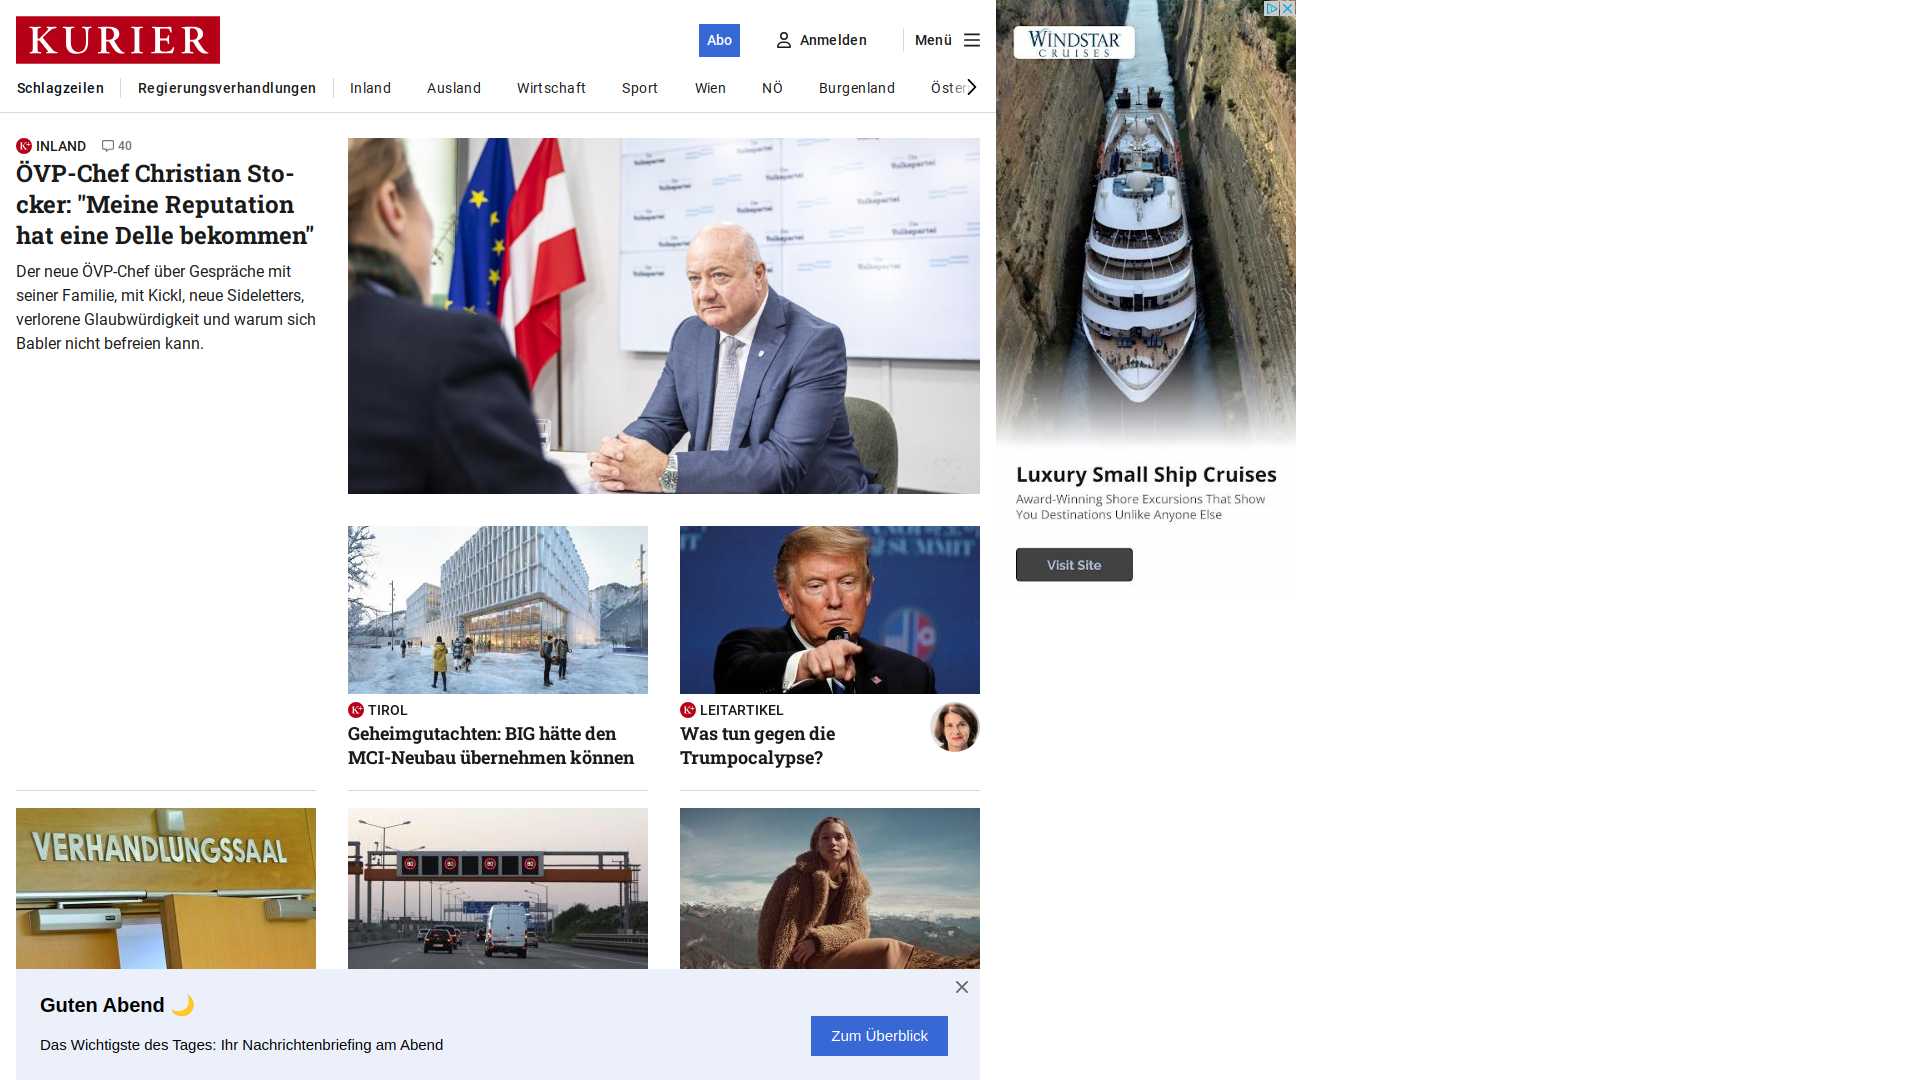 KURIER
Abo
Anmelden
Menü
Schlagzeilen
Regierungsverhandlungen
Inland
Ausland
Wirtschaft
Sport
Wien
NÖ
Burgenland
Öster
INLAND
40
ÖVP-Chef Christian Sto-
cker: "Meine Reputation
hat eine Delle bekommen"
Der neue ÖVP-Chef über Gespräche mit
seiner Familie, mit Kickl, neue Sideletters,
verlorene Glaubwürdigkeit und warum sich
Babler nicht befreien kann.
Volkspartei
SUMMIT
K+ TIROL
Geheimgutachten: BIG hätte den
MCI-Neubau übernehmen können
K+ LEITARTIKEL
Was tun gegen die
Trumpocalypse?
VERHANDLUNGSSAAL
Guten Abend 🌙
Das Wichtigste des Tages: Ihr Nachrichtenbriefing am Abend
Zum Überblick
WINDSTAR
CRUISES
Luxury Small Ship Cruises
Award-Winning Shore Excursions That Show
You Destinations Unlike Anyone Else
Visit Site